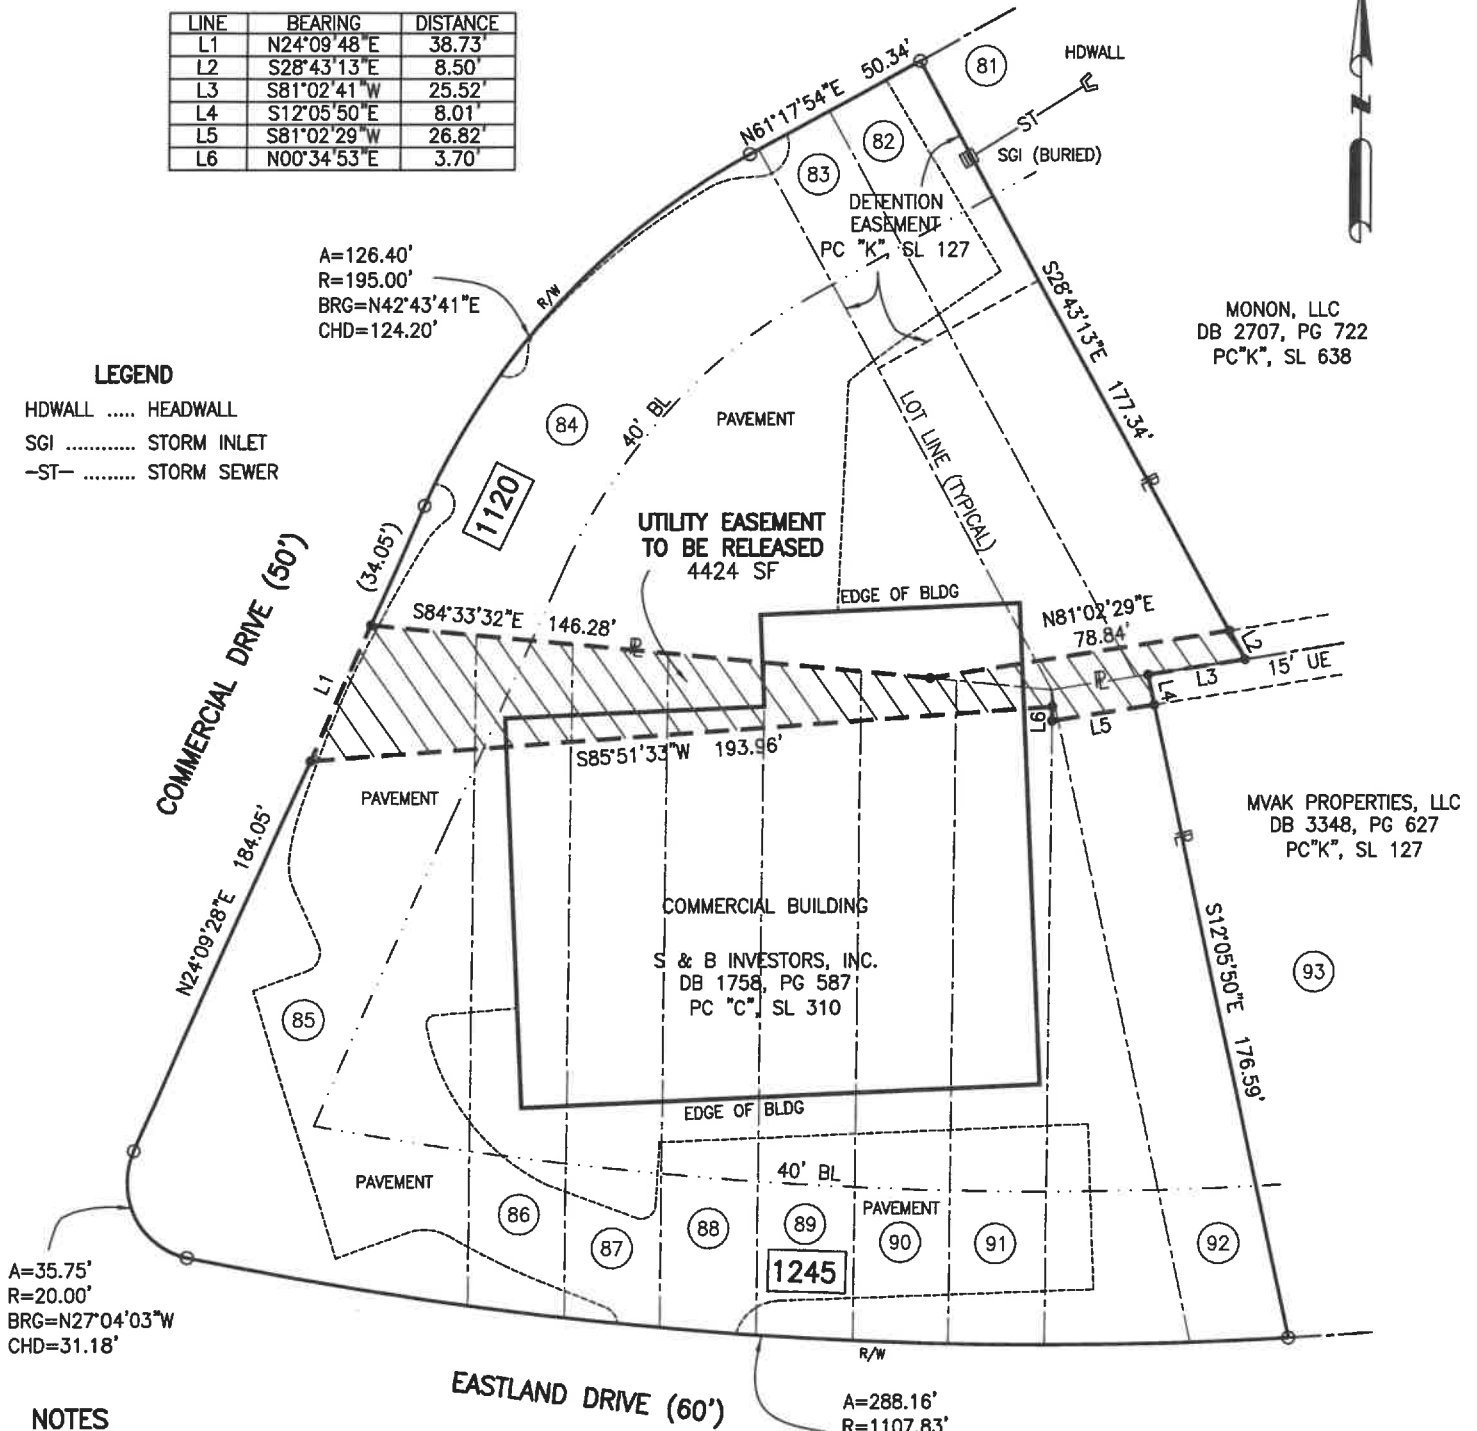 LINE BEARING DISTANCE
L1 N24°09'48"E 38.73'
L2 S28°43'13"E 8.50'
L3 S81°02'41"W 25.52'
L4 S12°05'50"E 8.01'
L5 S81°02'29"W 26.82'
L6 N00°34'53"E 3.70'
N
N61°17'54"E 50.34'
81
HDWALL
ST
SGI (BURIED)
82
83
DETENTION
EASEMENT
PC "K" SL 127
A=126.40'
R=195.00'
BRG=N42°43'41"E
CHD=124.20'
R/W
S28°43'13"E 177.34'
MONON, LLC
DB 2707, PG 722
PC"K", SL 638
LEGEND
HDWALL ..... HEADWALL
SGI ............ STORM INLET
-ST- ......... STORM SEWER
84
40' BL
PAVEMENT
LOT LINE (TYPICAL)
PL
1120
UTILITY EASEMENT
TO BE RELEASED
4424 SF
(34.05')
COMMERCIAL DRIVE (50')
EDGE OF BLDG
S84°33'32"E 146.28'
PL
N81°02'29"E
78.84'
L2
15' UE
L1
PL
L3
L4
L6
L5
S85°51'33"W 193.96'
PAVEMENT
N24°09'28"E 184.05'
MVAK PROPERTIES, LLC
DB 3348, PG 627
PC"K", SL 127
PL
COMMERCIAL BUILDING
S & B INVESTORS, INC.
DB 1758, PG 587
PC "C", SL 310
S12°05'50"E 176.59'
93
85
EDGE OF BLDG
40' BL
PAVEMENT
PAVEMENT
86
87
88
89
90
91
92
1245
A=35.75'
R=20.00'
BRG=N27°04'03"W
CHD=31.18'
R/W
EASTLAND DRIVE (60')
A=288.16'
R=1107.83'
NOTES